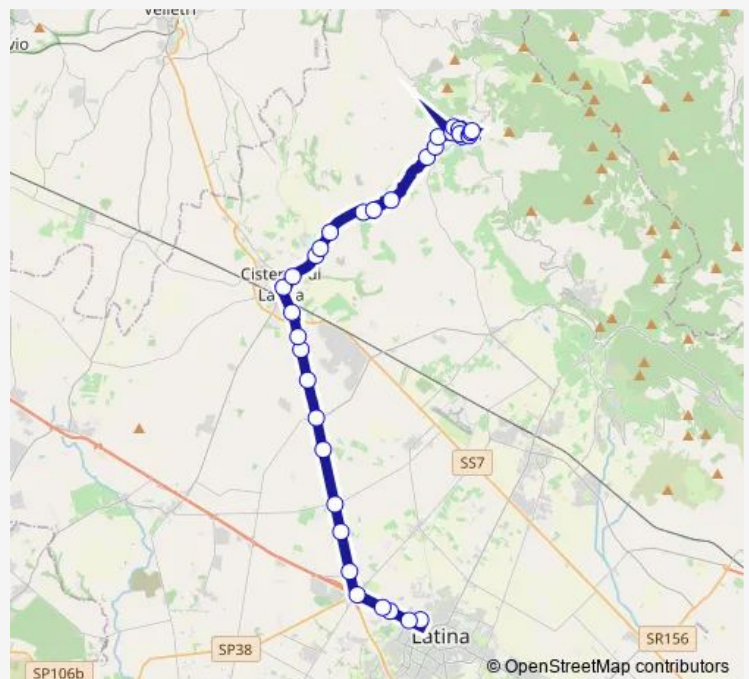 Velletri
vio
Cisterna di
Latina
SS7
SP38
Latina
SR156
SP106b
© OpenStreetMap contributors